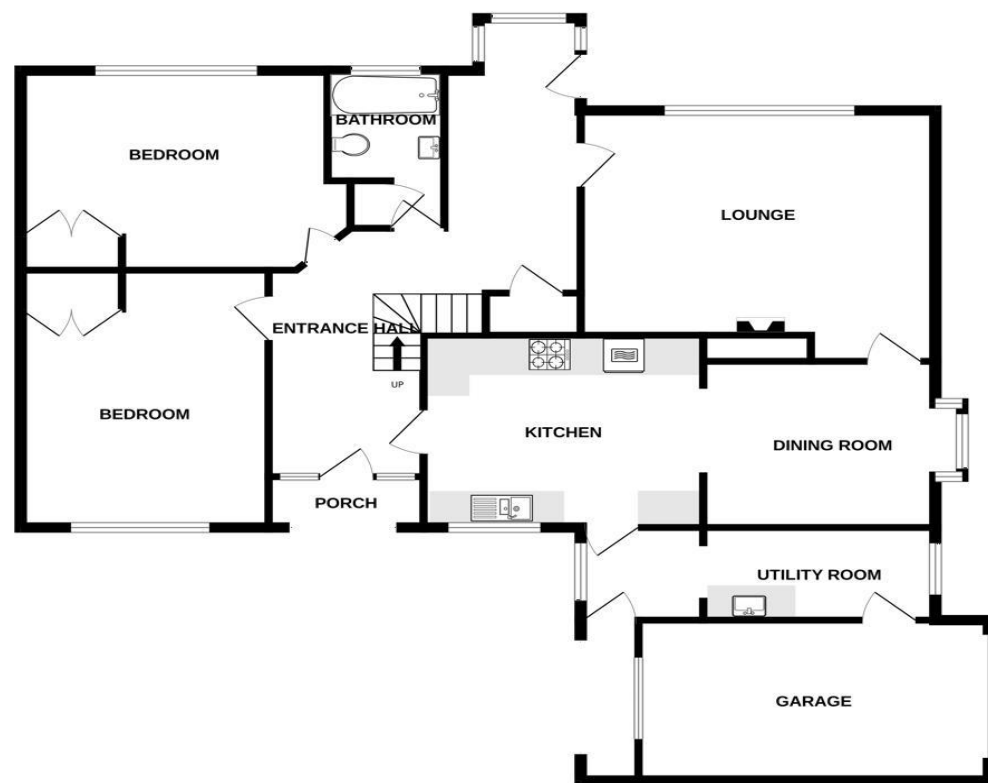 BATHROOM
BEDROOM
LOUNGE
ENTRANCE HALL
UP
BEDROOM
KITCHEN
DINING ROOM
PORCH
UTILITY ROOM
GARAGE